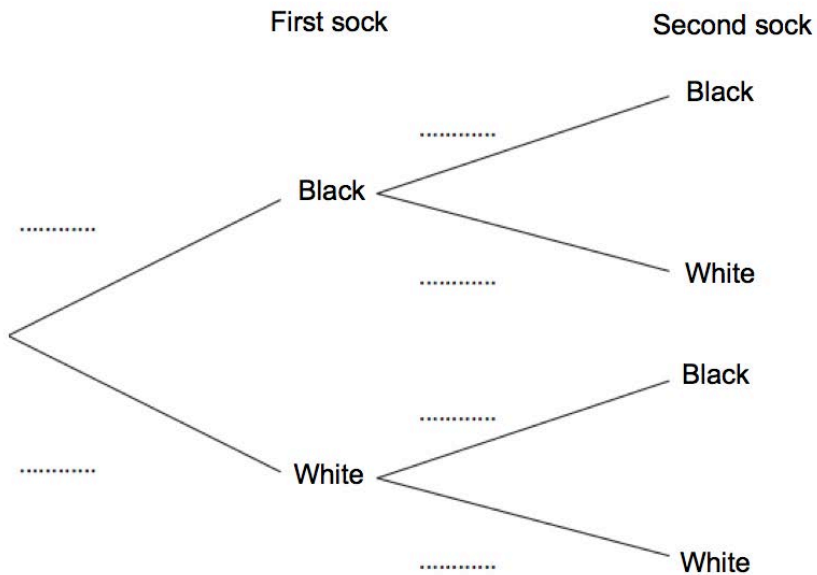 First sock Second sock
Black
............
Black
............
White
............
Black
............
............
White
............
White